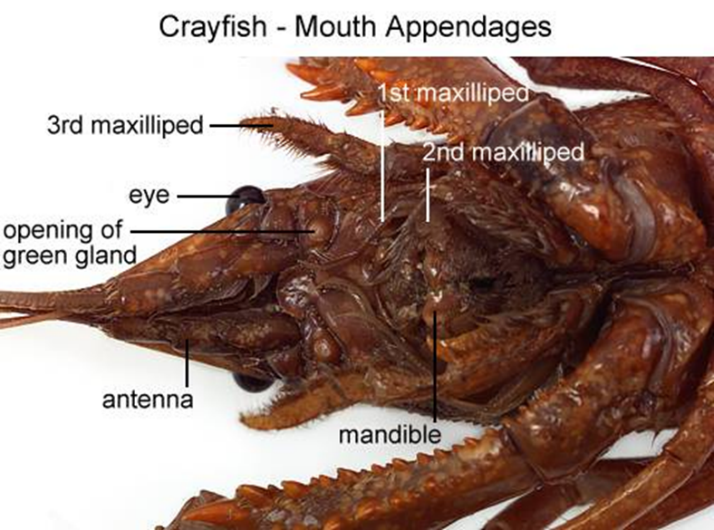 Crayfish - Mouth Appendages
1st maxilliped
3rd maxilliped
2nd maxilliped
eye
opening of
green gland
antenna
mandible